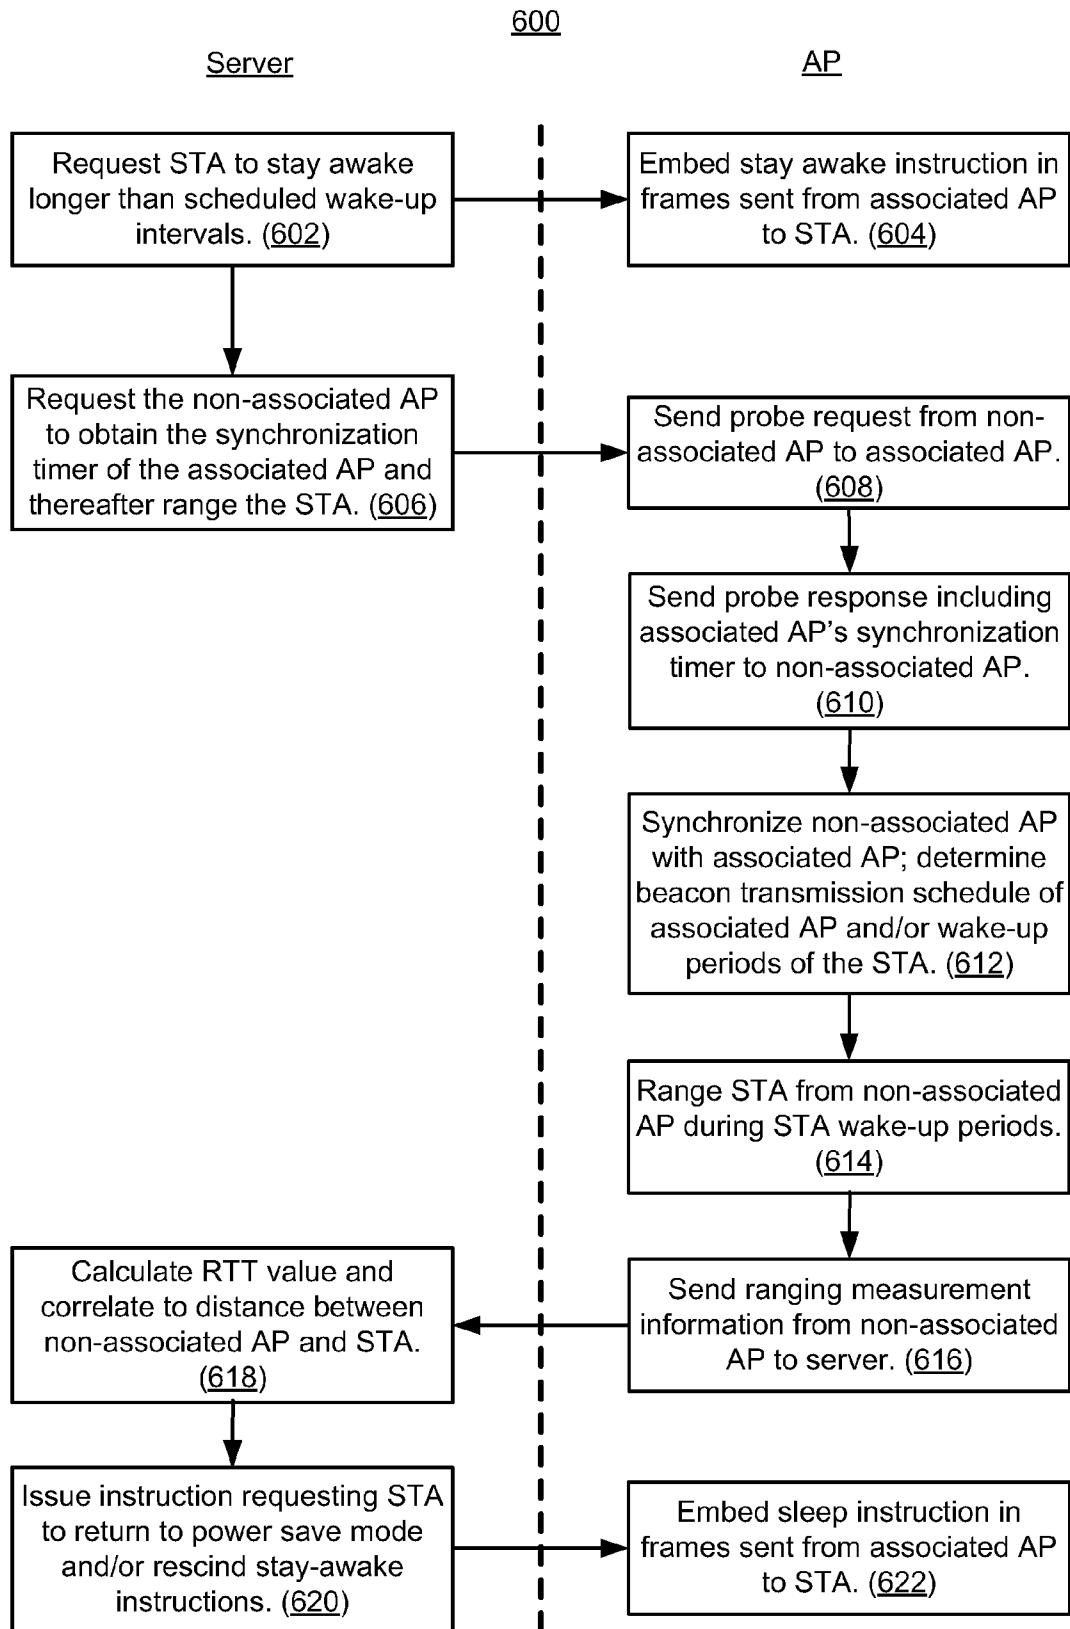 600
Server
AP
Request STA to stay awake
longer than scheduled wake-up
intervals. (602)
Embed stay awake instruction in
frames sent from associated AP
to STA. (604)
Request the non-associated AP
to obtain the synchronization
timer of the associated AP and
thereafter range the STA. (606)
Send probe request from non-
associated AP to associated AP.
(608)
Send probe response including
associated AP's synchronization
timer to non-associated AP.
(610)
Synchronize non-associated AP
with associated AP; determine
beacon transmission schedule of
associated AP and/or wake-up
periods of the STA. (612)
Range STA from non-associated
AP during STA wake-up periods.
(614)
Calculate RTT value and
correlate to distance between
non-associated AP and STA.
(618)
Send ranging measurement
information from non-associated
AP to server. (616)
Issue instruction requesting STA
to return to power save mode
and/or rescind stay-awake
instructions. (620)
Embed sleep instruction in
frames sent from associated AP
to STA. (622)